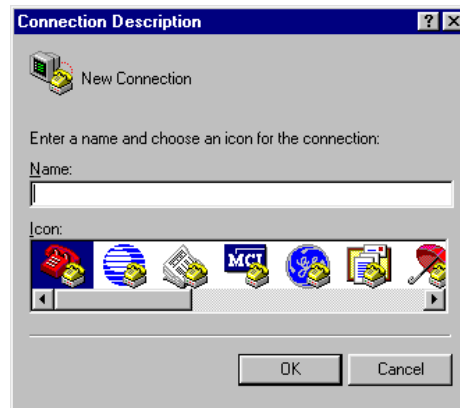 Connection Description
New Connection
Enter a name and choose an icon for the connection:
Name:
Icon:
MCI
OK
Cancel